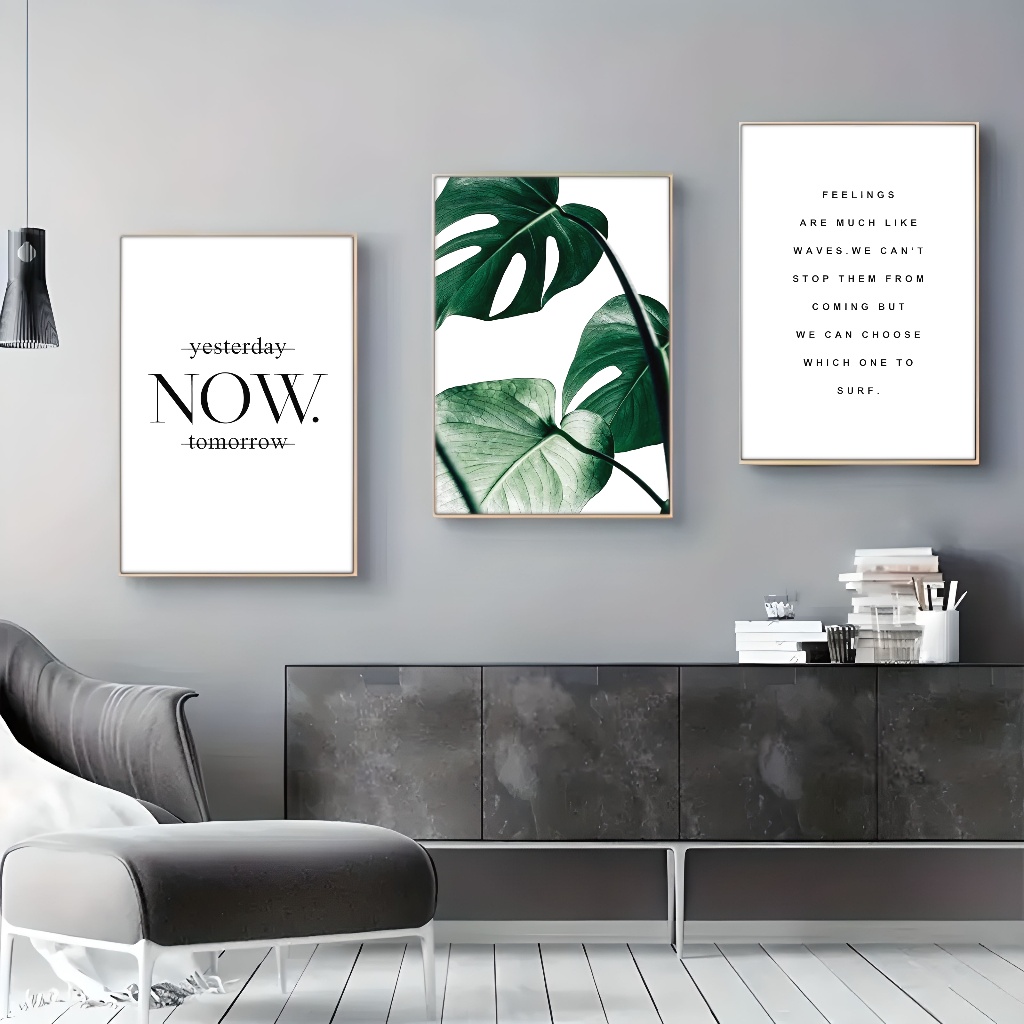 yesterday
NOW.
tomorrow
FEELINGS
ARE MUCH LIKE
WAVES.WE CAN'T
STOP THEM FROM
COMING BUT
WE CAN CHOOSE
WHICH ONE TO
SURF.